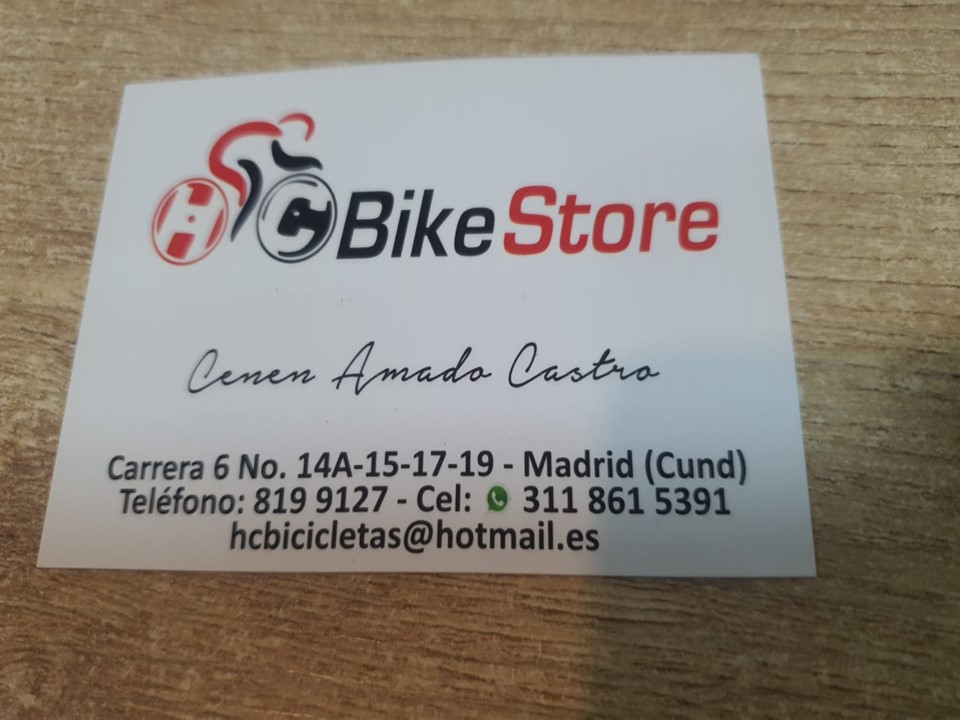 HC Bike Store
Cenen Amado Castro
Carrera 6 No. 14A-15-17-19 - Madrid (Cund)
Teléfono: 819 9127 - Cel: 311 861 5391
hcbicicletas@hotmail.es